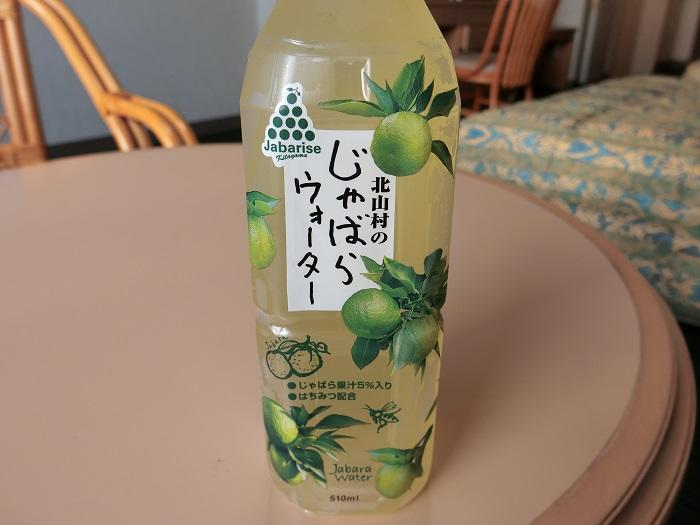 Jabarise
Kitayama
北山村の
じゃばら
ウォーター
●じゃばら果汁5%入り
●はちみつ配合
Jabara
Water
510ml